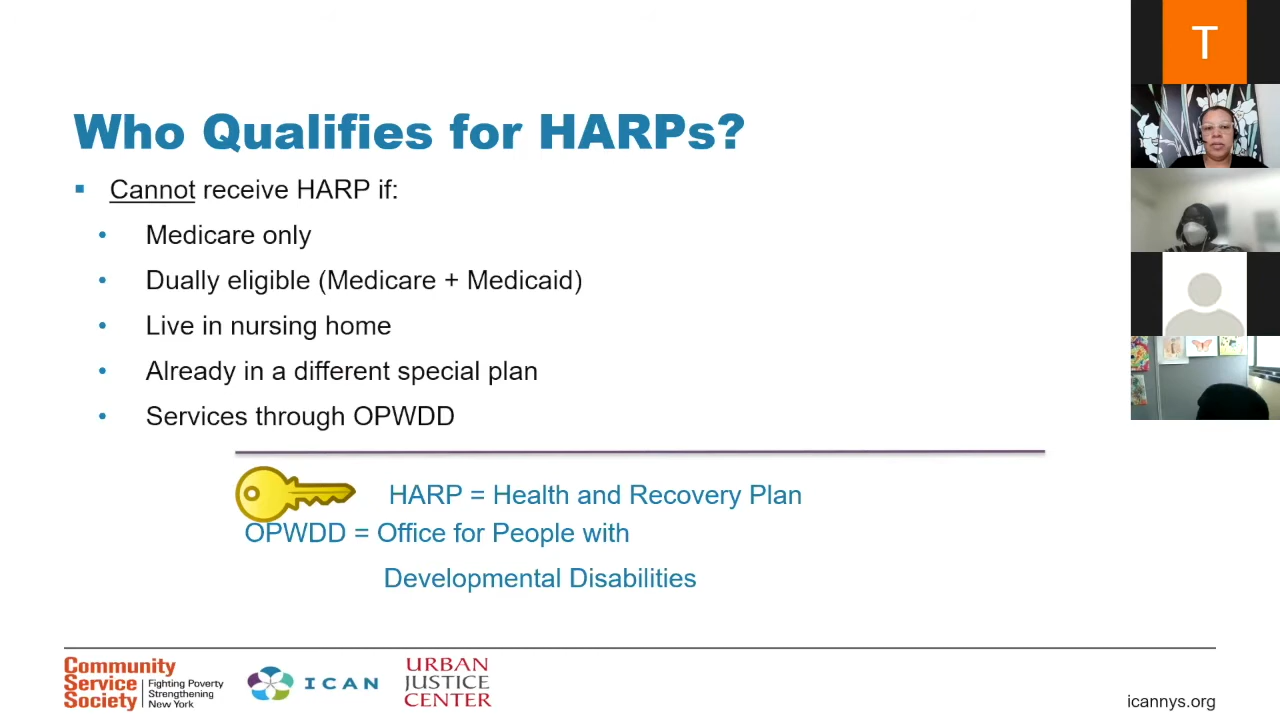 Who Qualifies for HARPs?
Cannot receive HARP if:
Medicare only
Dually eligible (Medicare + Medicaid)
Live in nursing home
Already in a different special plan
Services through OPWDD
HARP = Health and Recovery Plan
OPWDD = Office for People with
Developmental Disabilities
Community
Service
Society
Fighting Poverty
Strengthening
New York
ICAN
URBAN
JUSTICE
CENTER
icannys.org
T